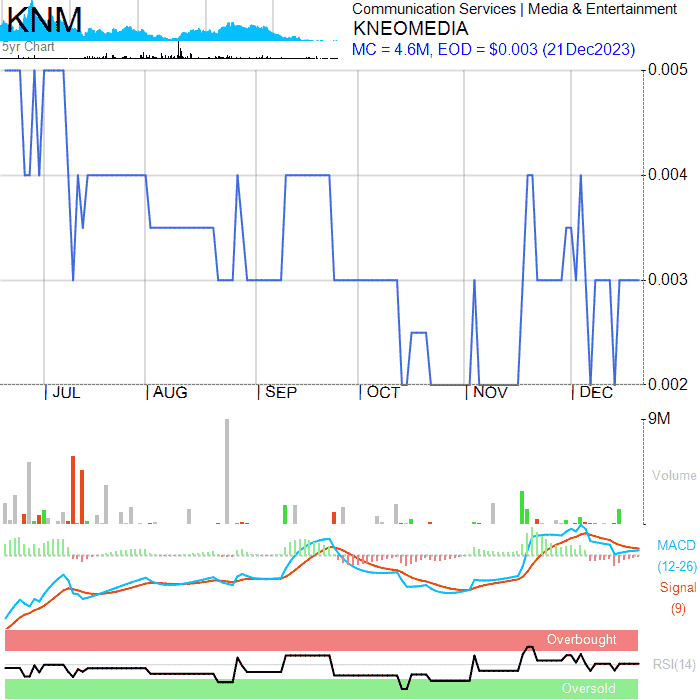 KNM
5yr Chart
Communication Services | Media & Entertainment
KNEOMEDIA
MC = 4.6M, EOD = $0.003 (21Dec2023)
0.005
0.004
0.003
0.002
JUL
AUG
SEP
OCT
NOV
DEC
9M
Volume
MACD
(12-26)
Signal
(9)
Overbought
RSI(14)
Oversold